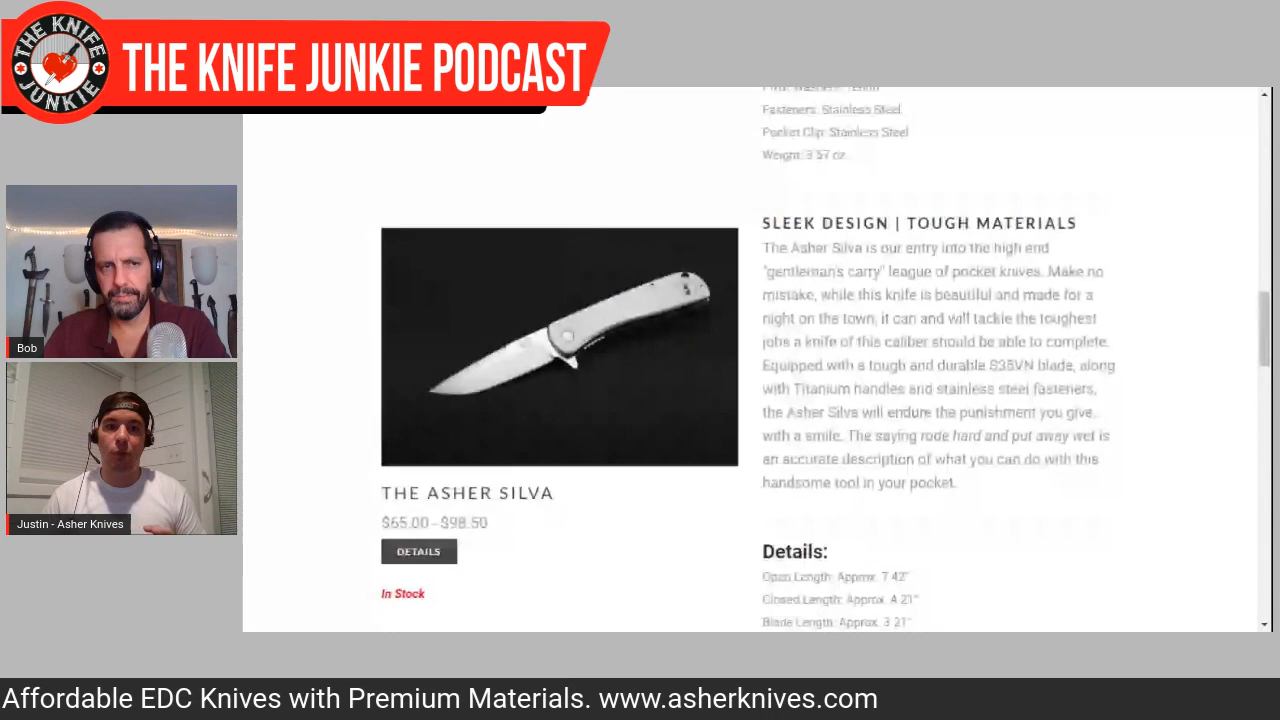 THE KNIFE JUNKIE
THE KNIFE JUNKIE PODCAST
Fasteners: Stainless Steel
Pocket Clip: Stainless Steel
Weight: 3.57 oz.
Bob
Justin - Asher Knives
THE ASHER SILVA
$65.00 - $98.50
DETAILS
In Stock
SLEEK DESIGN | TOUGH MATERIALS
The Asher Silva is our entry into the high end
"gentleman's carry" league of pocket knives. Make no
mistake, while this knife is beautiful and made for a
night on the town, it can and will tackle the toughest
jobs a knife of this caliber should be able to complete.
Equipped with a tough and durable S35VN blade, along
with Titanium handles and stainless steel fasteners,
the Asher Silva will endure the punishment you give,
with a smile. The saying rode hard and put away wet is
an accurate description of what you can do with this
handsome tool in your pocket.
Details:
Open Length: Approx. 7.42"
Closed Length: Approx. 4.21"
Blade Length: Approx. 3.21"
Affordable EDC Knives with Premium Materials. www.asherknives.com